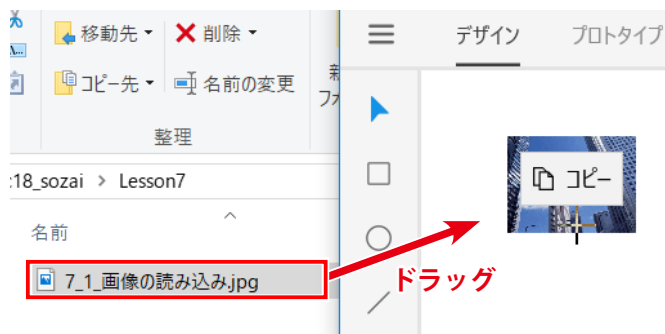 移動先
削除
コピー先
名前の変更
整理
18_sozai > Lesson7
名前
7_1_画像の読み込み.jpg
デザイン
プロトタイプ
コピー
ドラッグ